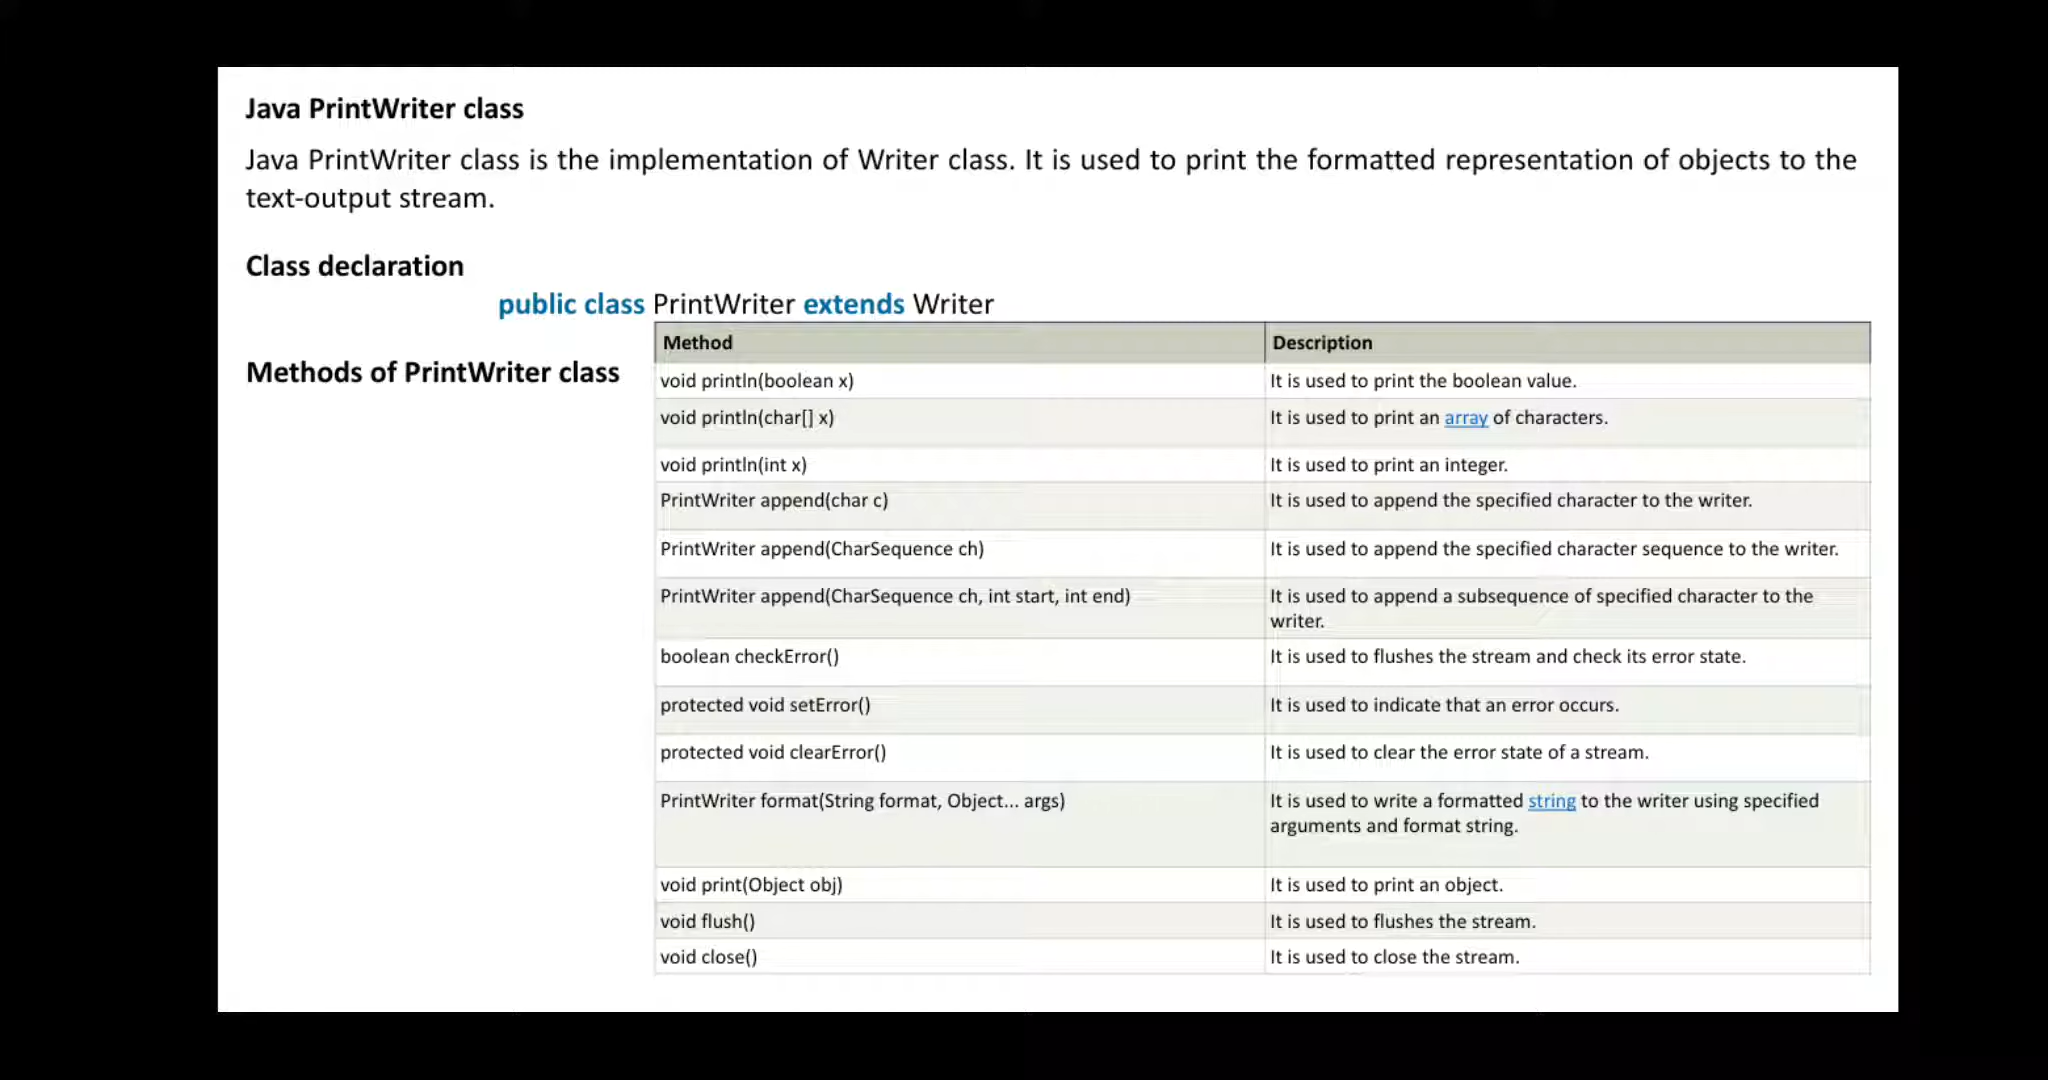 Java PrintWriter class
Java PrintWriter class is the implementation of Writer class. It is used to print the formatted representation of objects to the
text-output stream.
Class declaration
public class PrintWriter extends Writer
Methods of PrintWriter class
Method Description
void println(boolean x) It is used to print the boolean value.
void println(char[] x) It is used to print an array of characters.
void println(int x) It is used to print an integer.
PrintWriter append(char c) It is used to append the specified character to the writer.
PrintWriter append(CharSequence ch) It is used to append the specified character sequence to the writer.
PrintWriter append(CharSequence ch, int start, int end) It is used to append a subsequence of specified character to the
writer.
boolean checkError() It is used to flushes the stream and check its error state.
protected void setError() It is used to indicate that an error occurs.
protected void clearError() It is used to clear the error state of a stream.
PrintWriter format(String format, Object... args) It is used to write a formatted string to the writer using specified
arguments and format string.
void print(Object obj) It is used to print an object.
void flush() It is used to flushes the stream.
void close() It is used to close the stream.